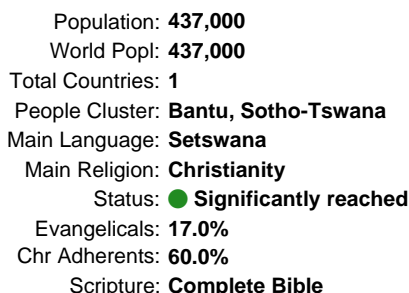 Population: 437,000
World Popl: 437,000
Total Countries: 1
People Cluster: Bantu, Sotho-Tswana
Main Language: Setswana
Main Religion: Christianity
Status: Significantly reached
Evangelicals: 17.0%
Chr Adherents: 60.0%
Scripture: Complete Bible